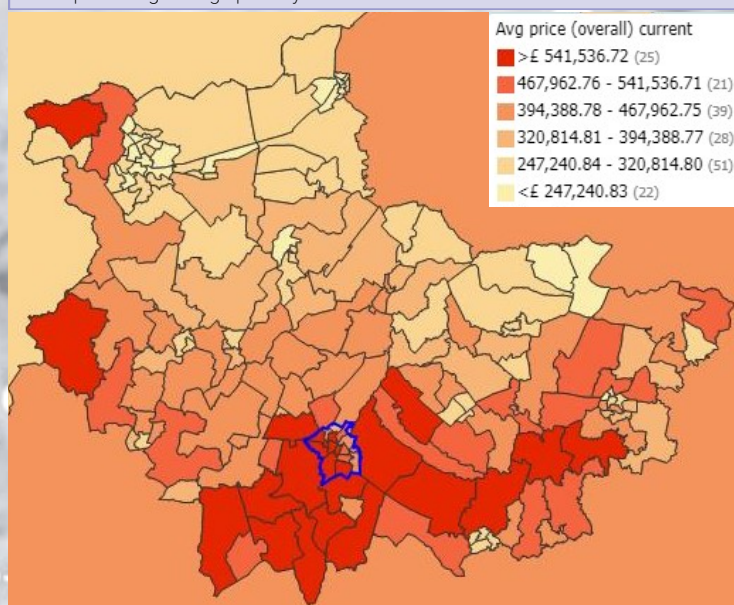 Avg price (overall) current
>£ 541,536.72 (25)
467,962.76 - 541,536.71 (21)
394,388.78 - 467,962.75 (39)
320,814.81 - 394,388.77 (28)
247,240.84 - 320,814.80 (51)
<£ 247,240.83 (22)